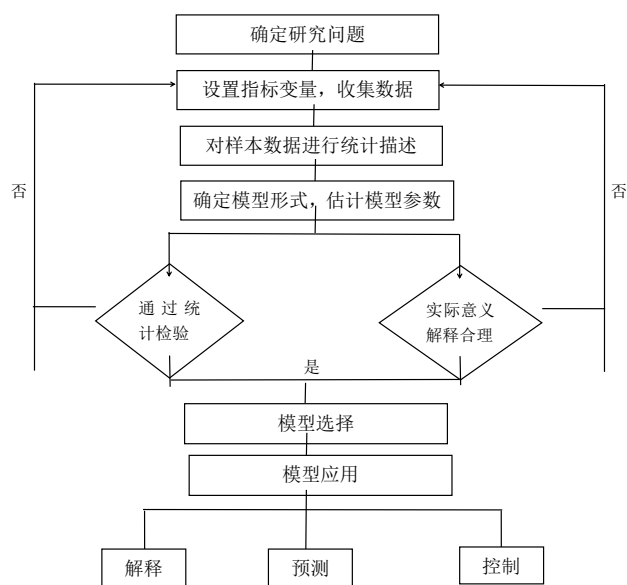 确定研究问题
设置指标变量，收集数据
对样本数据进行统计描述
否
否
确定模型形式，估计模型参数
通过统
计检验
实际意义
解释合理
是
模型选择
模型应用
解释
预测
控制